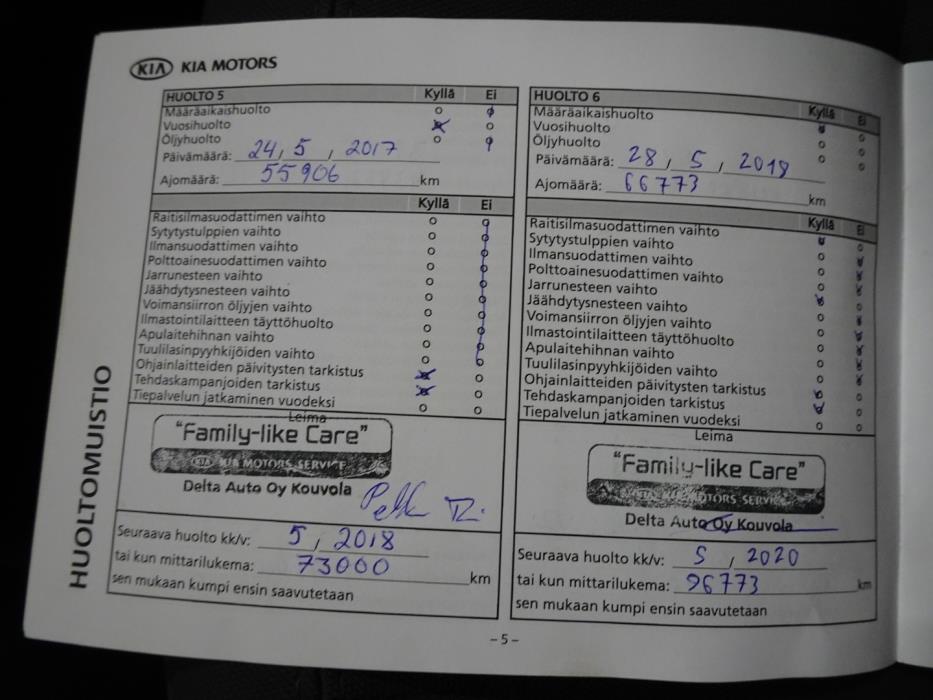 KIA KIA MOTORS
HUOLTO 5 Kyllä Ei
Määräaikaishuolto
Vuosihuolto
Öljyhuolto
Päivämäärä: 24, 5, 2017
Ajomäärä: 55906 km
Kyllä Ei
Raitisilmasuodattimen vaihto
Sytytystulppien vaihto
Ilmansuodattimen vaihto
Polttoainesuodattimen vaihto
Jarrunesteen vaihto
Jäähdytysnesteen vaihto
Voimansiirron öljyjen vaihto
Ilmastointilaitteen täyttöhuolto
Apulaitehihnan vaihto
Tuulilasinpyyhkijöiden vaihto
Ohjainlaitteiden päivitysten tarkistus
Tehdaskampanjoiden tarkistus
Tiepalvelun jatkaminen vuodeksi
Leima
"Family-like Care"
KIA KIA MOTORS SERVICE
Delta Auto Oy Kouvola
Seuraava huolto kk/v: 5, 2018
tai kun mittarilukema: 73000 km
sen mukaan kumpi ensin saavutetaan
HUOLTO 6 Kyllä Ei
Määräaikaishuolto
Vuosihuolto
Öljyhuolto
Päivämäärä: 28, 5, 2018
Ajomäärä: 66773 km
Kyllä Ei
Raitisilmasuodattimen vaihto
Sytytystulppien vaihto
Ilmansuodattimen vaihto
Polttoainesuodattimen vaihto
Jarrunesteen vaihto
Jäähdytysnesteen vaihto
Voimansiirron öljyjen vaihto
Ilmastointilaitteen täyttöhuolto
Apulaitehihnan vaihto
Tuulilasinpyyhkijöiden vaihto
Ohjainlaitteiden päivitysten tarkistus
Tehdaskampanjoiden tarkistus
Tiepalvelun jatkaminen vuodeksi
Leima
"Family-like Care"
KIA MOTORS SERVICE
Delta Auto Oy Kouvola
Seuraava huolto kk/v: 5, 2020
tai kun mittarilukema: 96773 km
sen mukaan kumpi ensin saavutetaan
HUOLTOMUISTIO
- 5 -